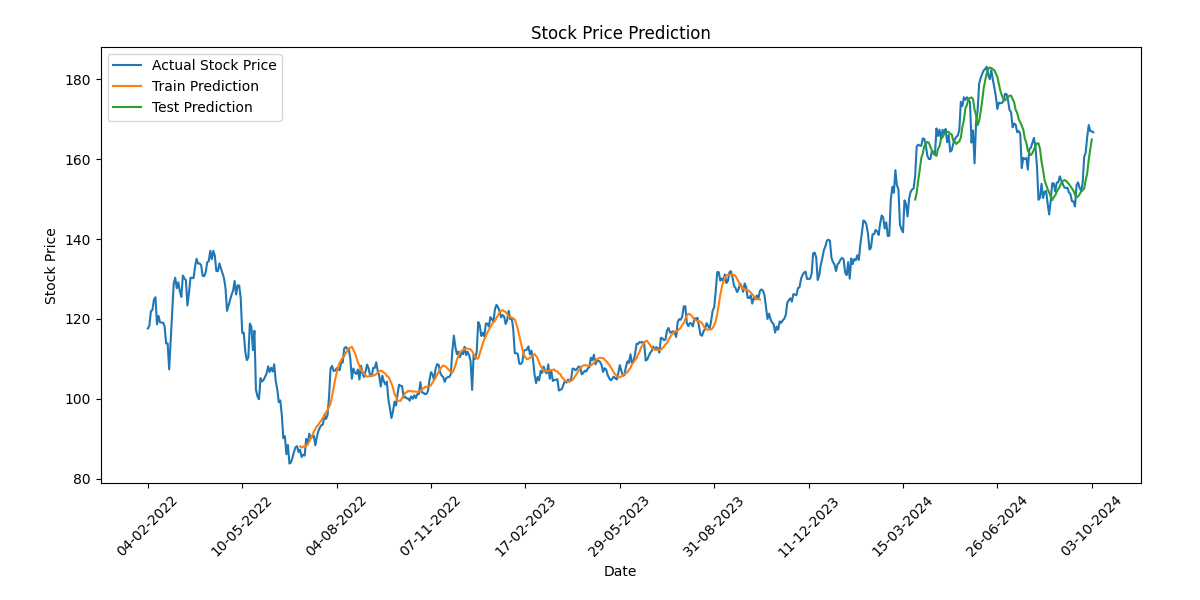 Stock Price Prediction
Actual Stock Price
Train Prediction
Test Prediction
Stock Price
180
160
140
120
100
80
04-02-2022
10-05-2022
04-08-2022
07-11-2022
17-02-2023
29-05-2023
31-08-2023
11-12-2023
15-03-2024
26-06-2024
03-10-2024
Date